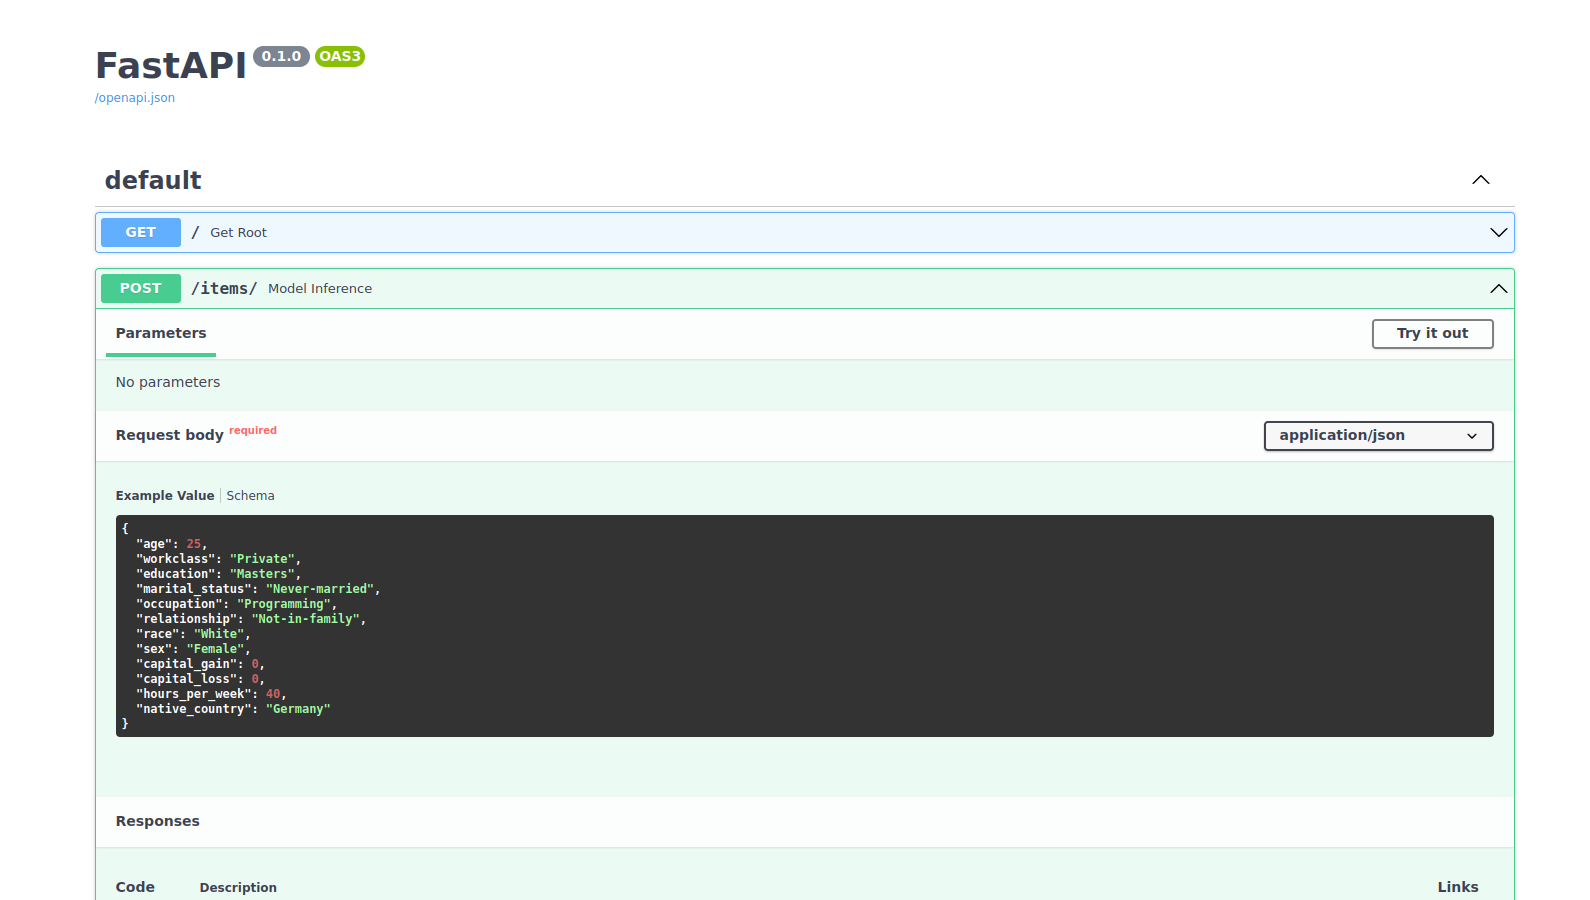 FastAPI 0.1.0 OAS3
/openapi.json
default
GET / Get Root
POST /items/ Model Inference
Parameters Try it out
No parameters
Request body required application/json
Example Value Schema
{
  "age": 25,
  "workclass": "Private",
  "education": "Masters",
  "marital_status": "Never-married",
  "occupation": "Programming",
  "relationship": "Not-in-family",
  "race": "White",
  "sex": "Female",
  "capital_gain": 0,
  "capital_loss": 0,
  "hours_per_week": 40,
  "native_country": "Germany"
}
Responses
Code Description Links